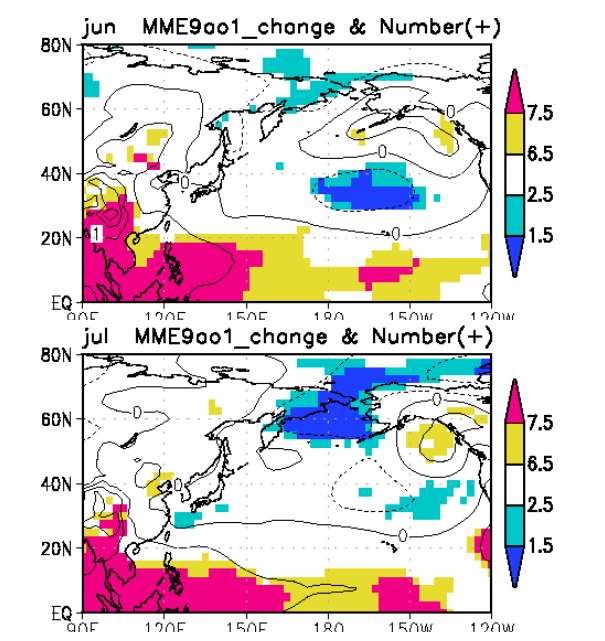 jun MME9ao1_change & Number(+)
80N
60N
40N
20N
EQ
90E 120E 150E 180 150W 120W
7.5
6.5
2.5
1.5
0
0
0
0
1
jul MME9ao1_change & Number(+)
80N
60N
40N
20N
EQ
90E 120E 150E 180 150W 120W
7.5
6.5
2.5
1.5
0
0
0
0